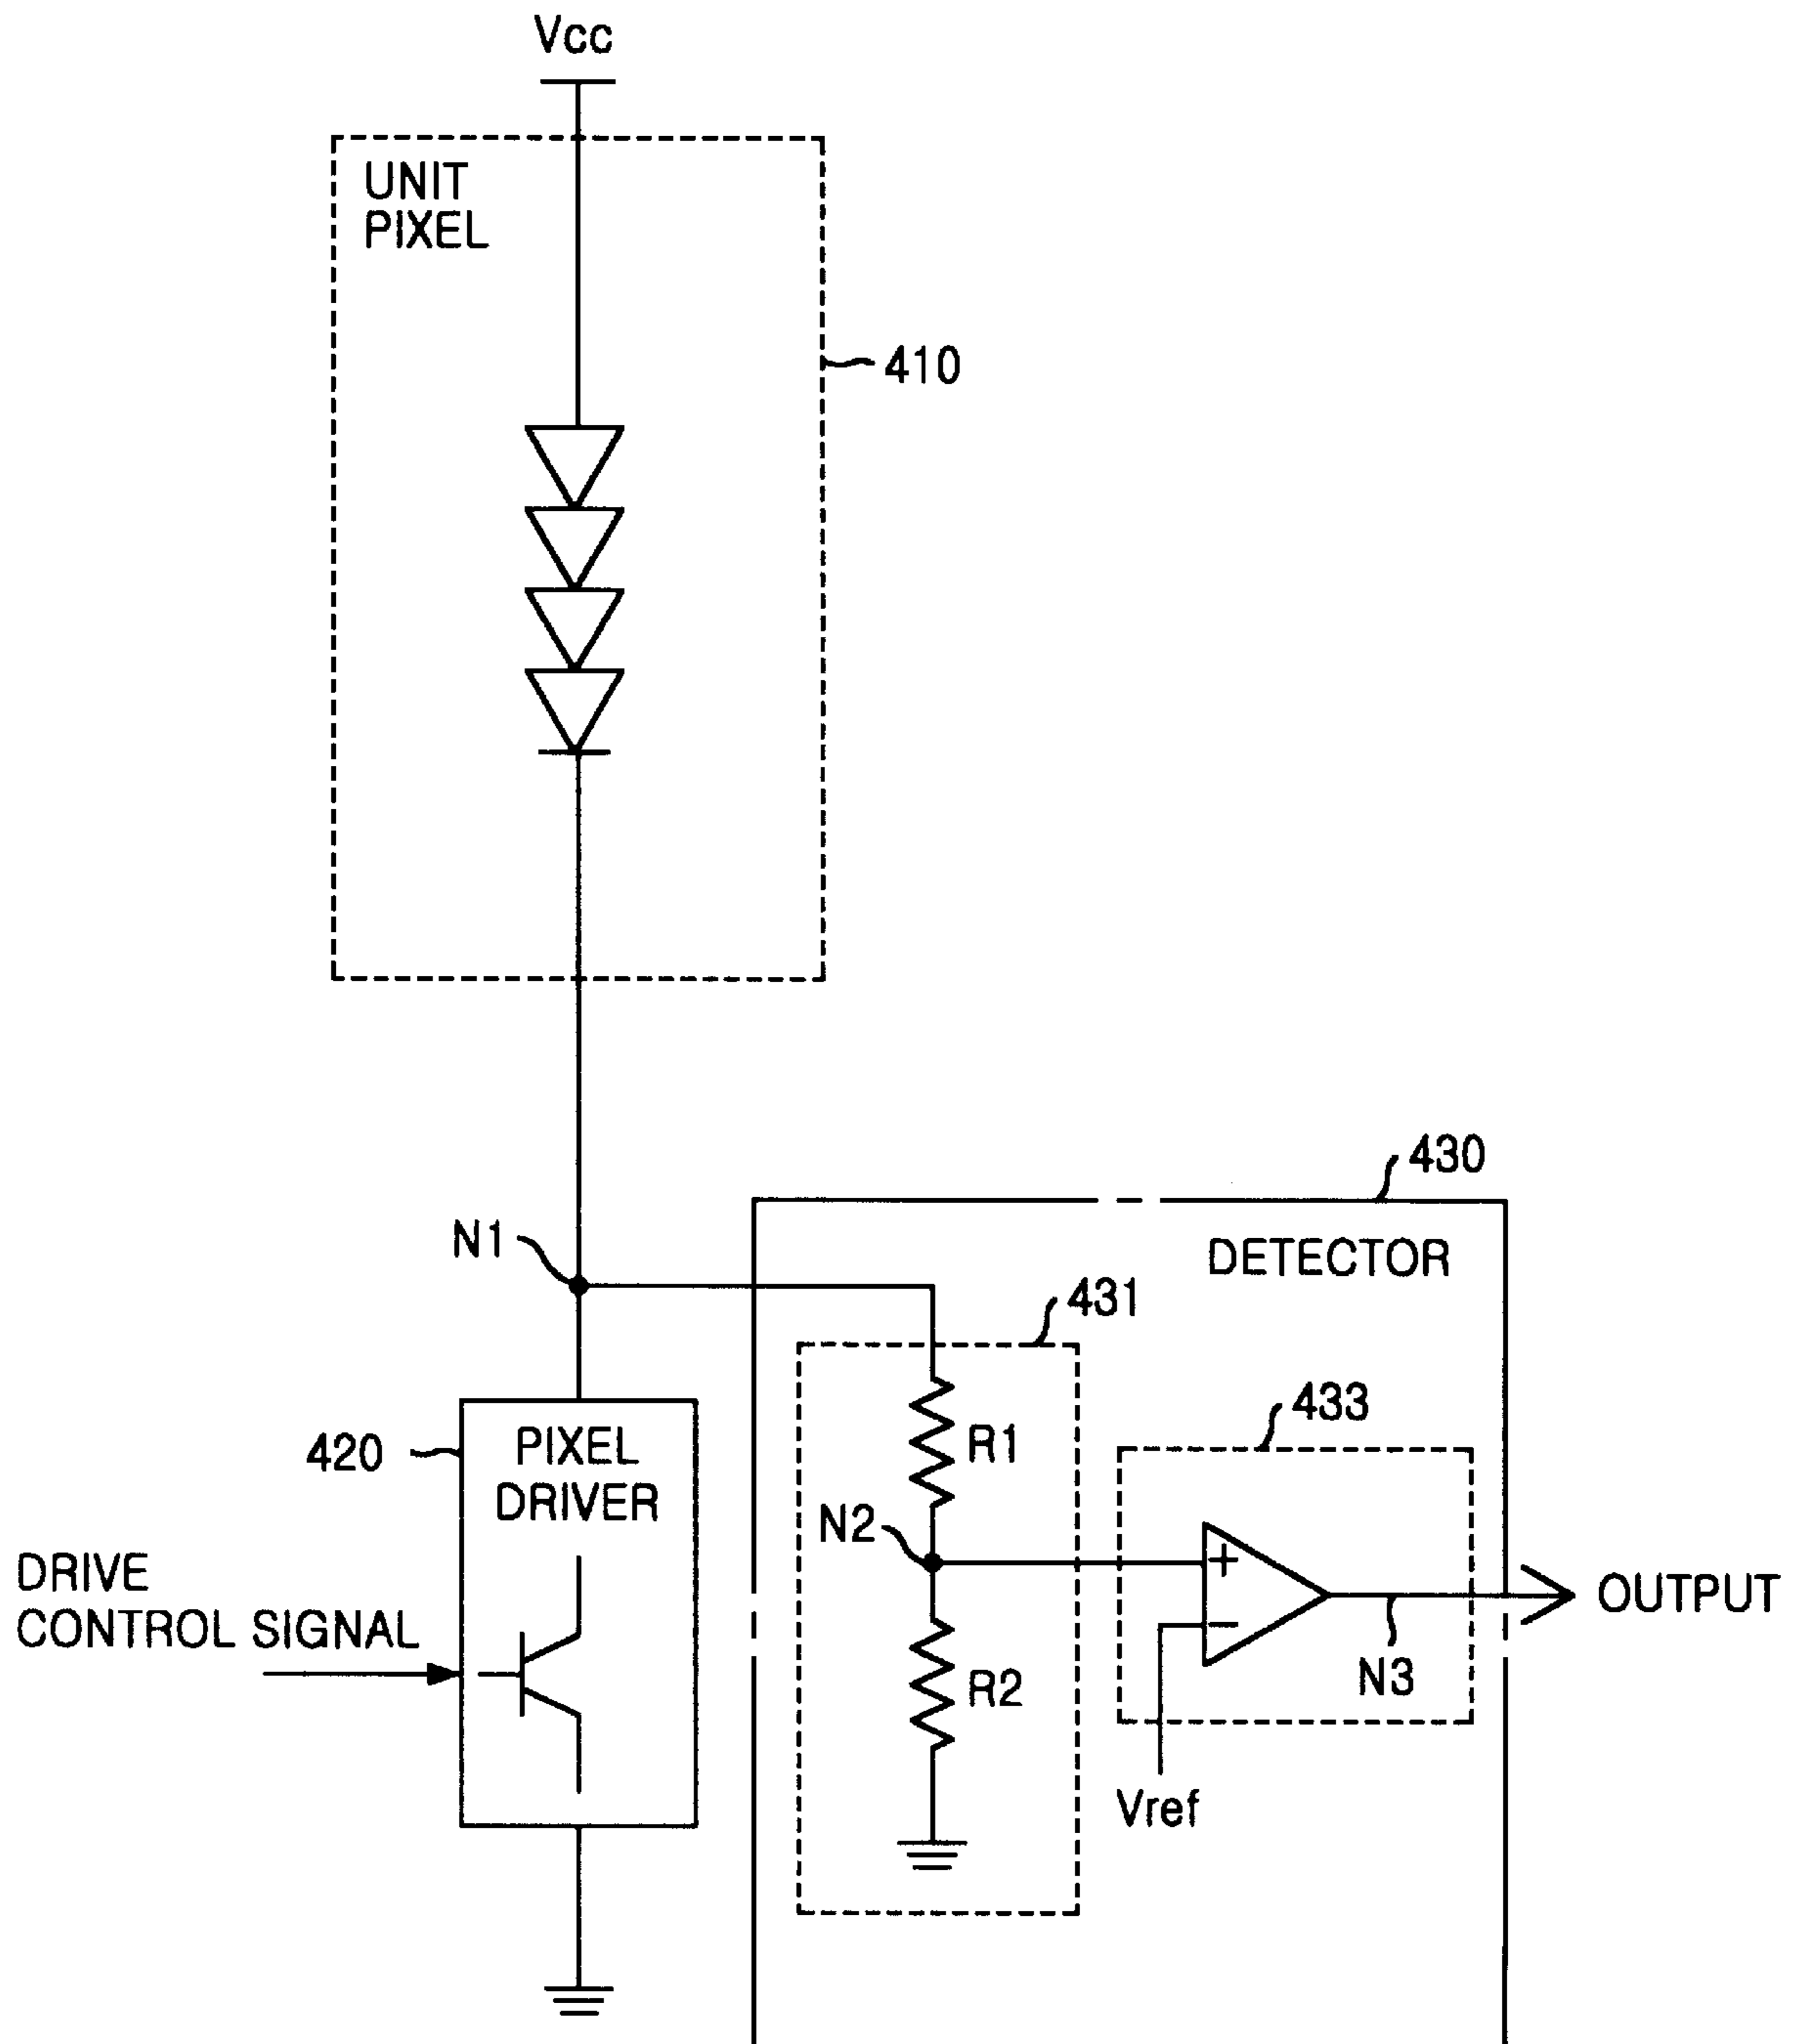 Vcc
UNIT
PIXEL
410
430
N1
DETECTOR
431
433
420
PIXEL
DRIVER
R1
N2
+
−
DRIVE
CONTROL SIGNAL
OUTPUT
N3
R2
Vref